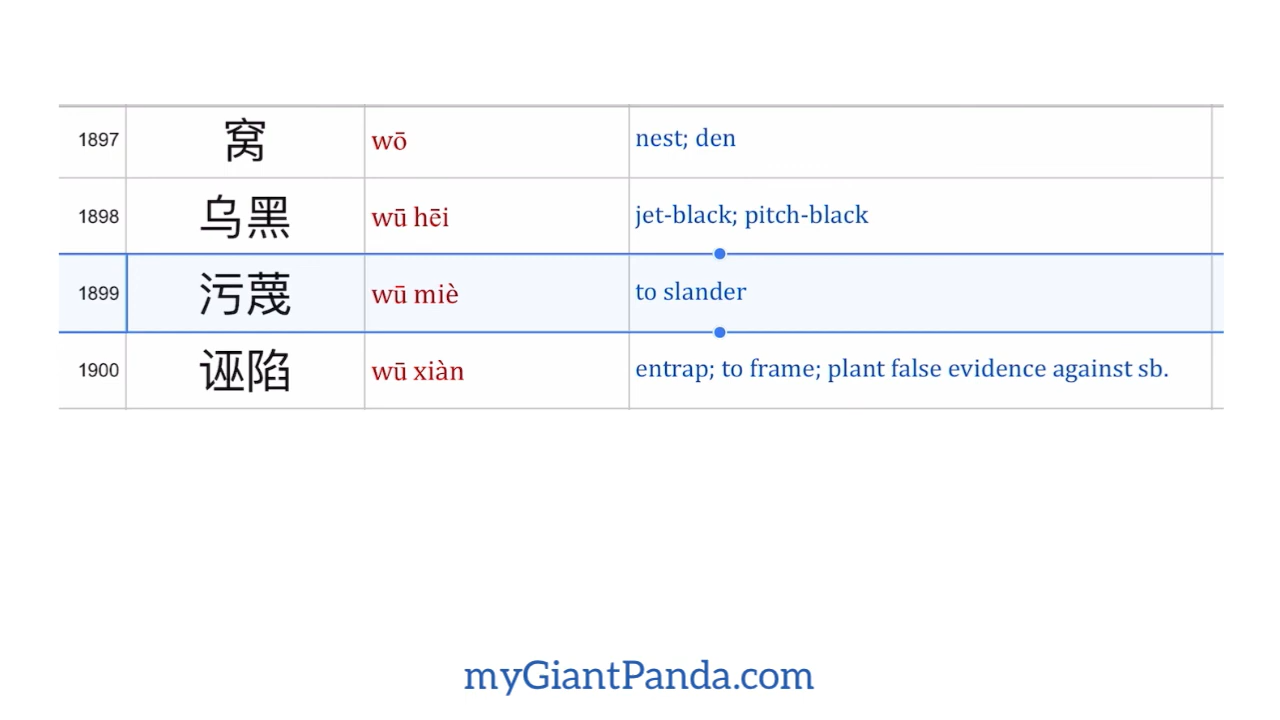 1897 窝 wō nest; den
1898 乌黑 wū hēi jet-black; pitch-black
1899 污蔑 wū miè to slander
1900 诬陷 wū xiàn entrap; to frame; plant false evidence against sb.
myGiantPanda.com